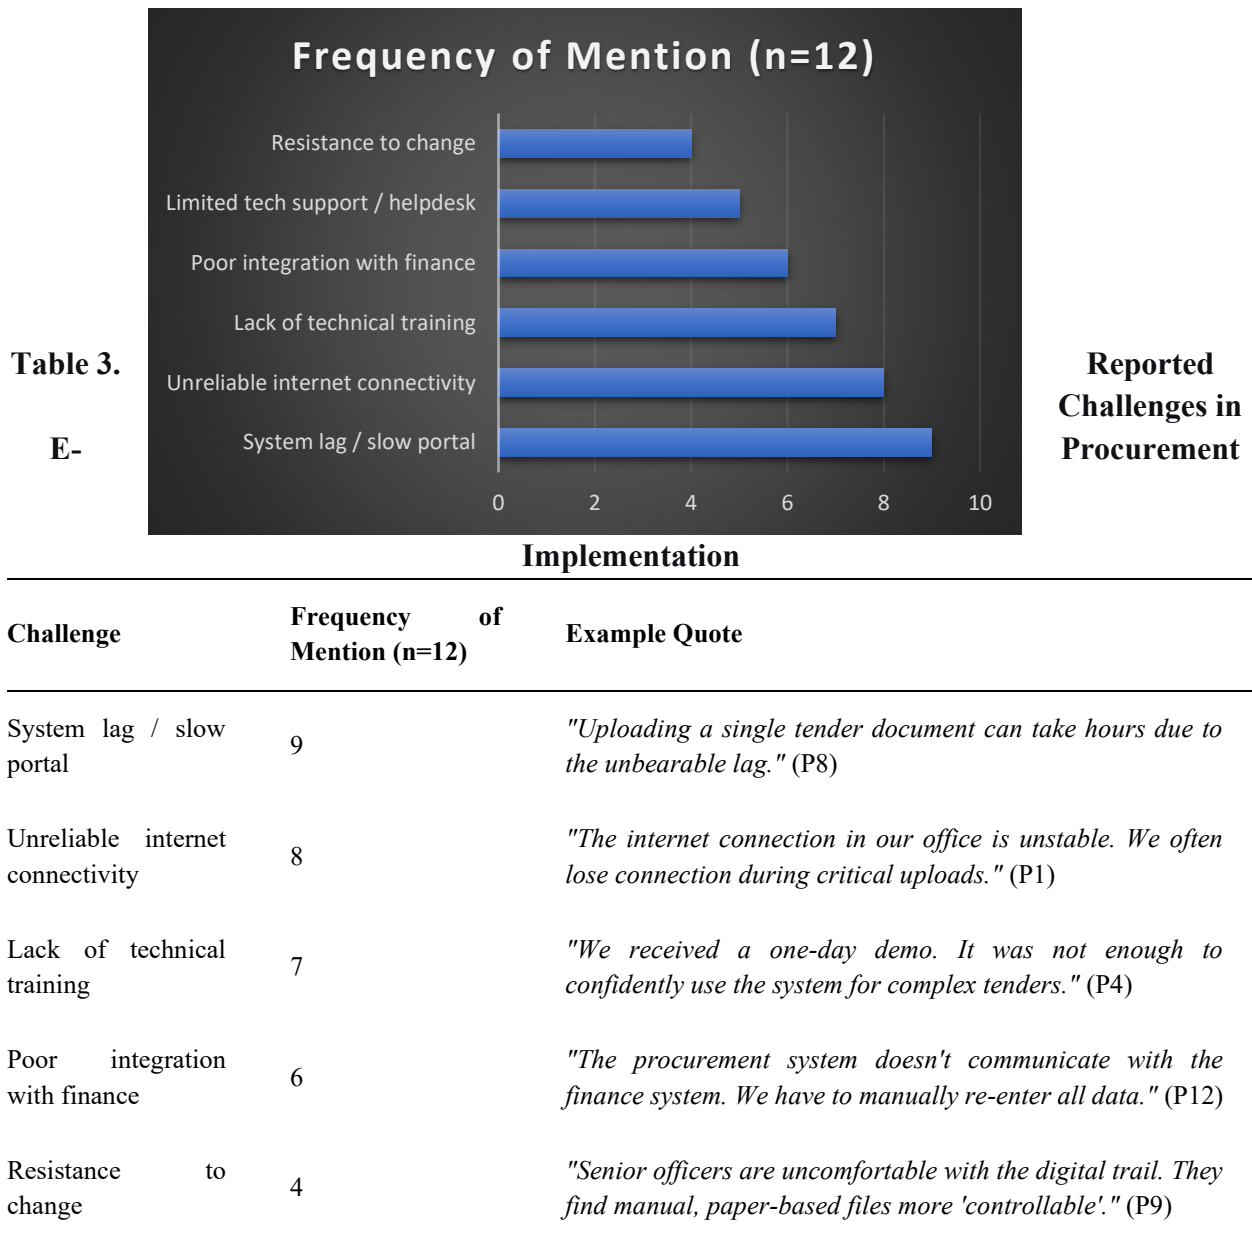 Frequency of Mention (n=12)
Resistance to change
Limited tech support / helpdesk
Poor integration with finance
Lack of technical training
Unreliable internet connectivity
System lag / slow portal
0 2 4 6 8 10
Table 3. Reported
Challenges in
E- Procurement
Implementation
Challenge
Frequency of
Mention (n=12)
Example Quote
System lag / slow
portal
9
"Uploading a single tender document can take hours due to
the unbearable lag." (P8)
Unreliable internet
connectivity
8
"The internet connection in our office is unstable. We often
lose connection during critical uploads." (P1)
Lack of technical
training
7
"We received a one-day demo. It was not enough to
confidently use the system for complex tenders." (P4)
Poor integration
with finance
6
"The procurement system doesn't communicate with the
finance system. We have to manually re-enter all data." (P12)
Resistance to
change
4
"Senior officers are uncomfortable with the digital trail. They
find manual, paper-based files more 'controllable'." (P9)